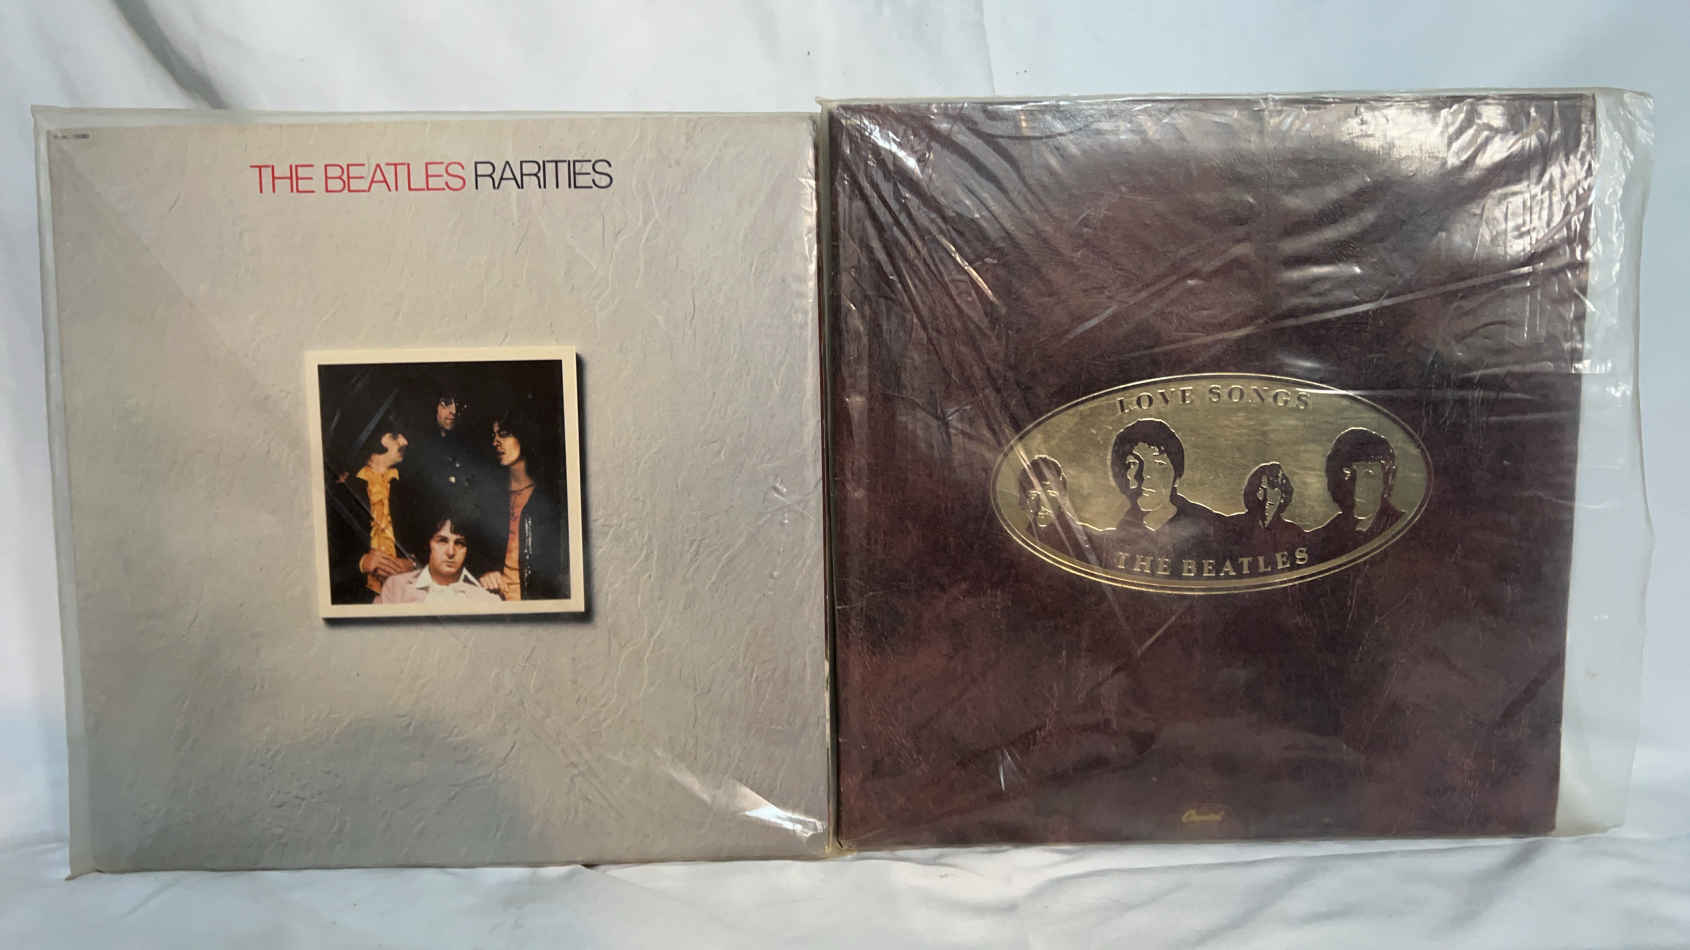 THE BEATLES RARITIES
LOVE SONGS
THE BEATLES
Capitol